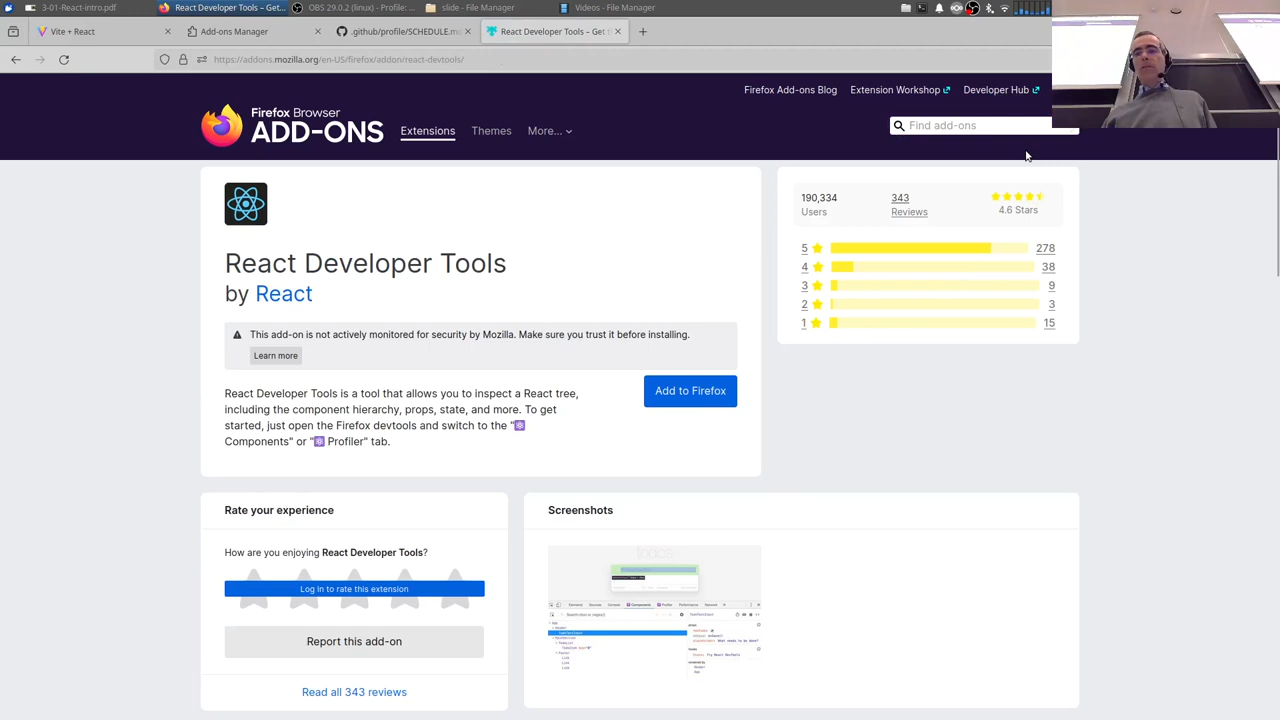 3-01-React-intro.pdf
React Developer Tools – Get...
OBS 29.0.2 (linux) - Profile: ...
slide - File Manager
Videos - File Manager
Vite + React
Add-ons Manager
React Developer Tools – Get t
https://addons.mozilla.org/en-US/firefox/addon/react-devtools/
Firefox Add-ons Blog
Extension Workshop
Developer Hub
Firefox Browser
ADD-ONS
Extensions
Themes
More...
Find add-ons
190,334
Users
343
Reviews
4.6 Stars
5 278
4 38
3 9
2 3
1 15
React Developer Tools
by React
This add-on is not actively monitored for security by Mozilla. Make sure you trust it before installing.
Learn more
React Developer Tools is a tool that allows you to inspect a React tree,
including the component hierarchy, props, state, and more. To get
started, just open the Firefox devtools and switch to the "⚛
Components" or "⚛ Profiler" tab.
Add to Firefox
Rate your experience
How are you enjoying React Developer Tools?
Log in to rate this extension
Report this add-on
Read all 343 reviews
Screenshots